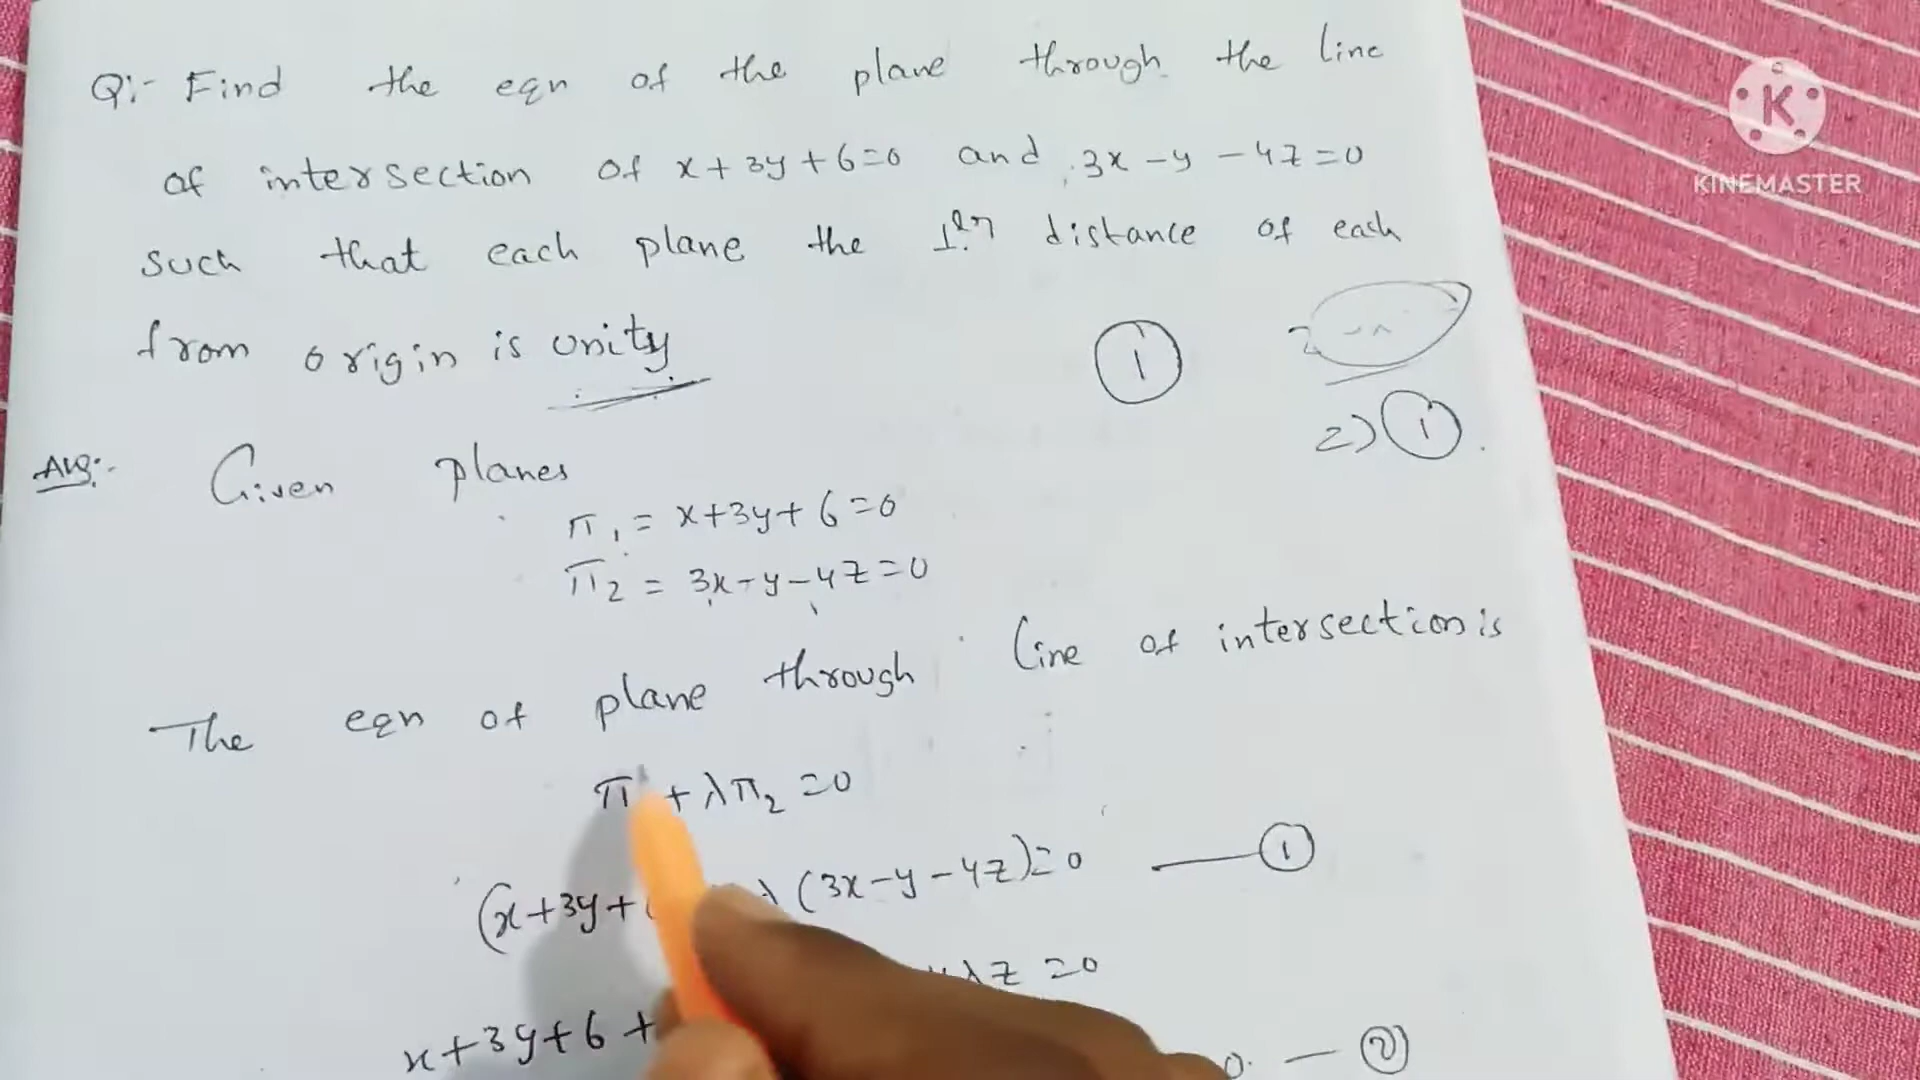 Q:- Find the eqn of the plane through the line
of intersection of x+3y+6=0 and 3x-y-4z=0
such that each plane the ⊥lr distance of each
from origin is unity
1
2) 1
Ans:- Given planes
π₁ = x+3y+6=0
π₂ = 3x-y-4z=0
The eqn of plane through line of intersection is
π + λπ₂ =0
(x+3y+ λ (3x-y-4z)=0 — 1
λz =0
x+3y+6+ 0. — 2
K
KINEMASTER